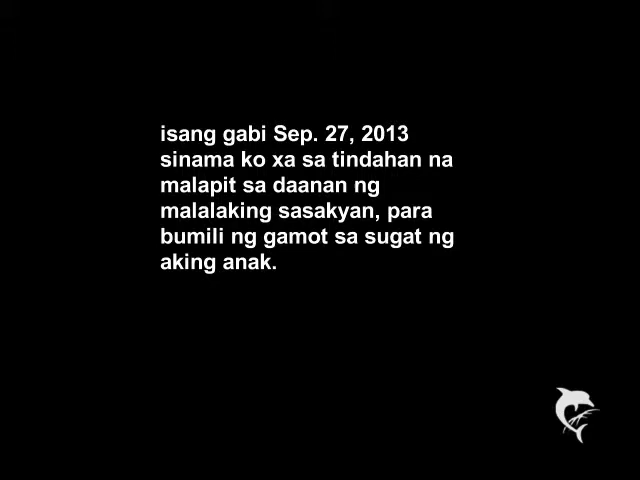 isang gabi Sep. 27, 2013
sinama ko xa sa tindahan na
malapit sa daanan ng
malalaking sasakyan, para
bumili ng gamot sa sugat ng
aking anak.